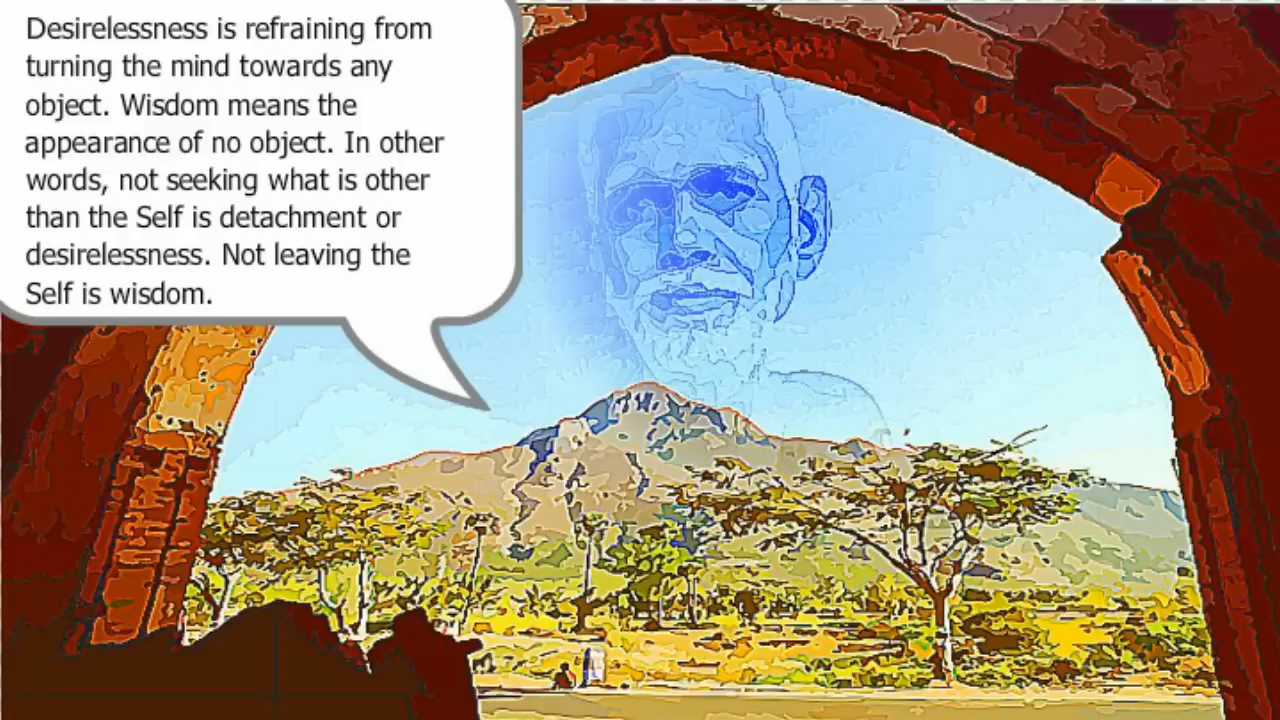 Desirelessness is refraining from
turning the mind towards any
object. Wisdom means the
appearance of no object. In other
words, not seeking what is other
than the Self is detachment or
desirelessness. Not leaving the
Self is wisdom.